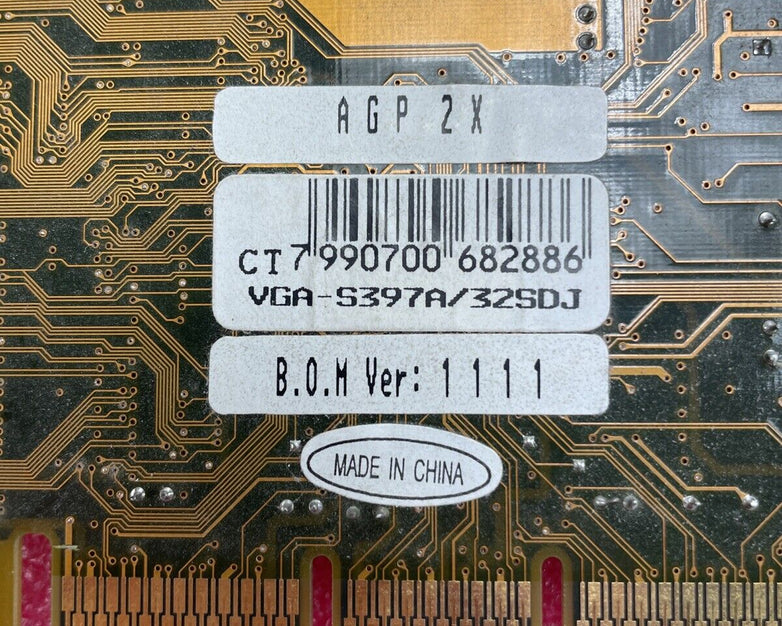 AGP 2X
CT7 990700 682886
VGA-S397A/32SDJ
B.O.M Ver: 1111
MADE IN CHINA